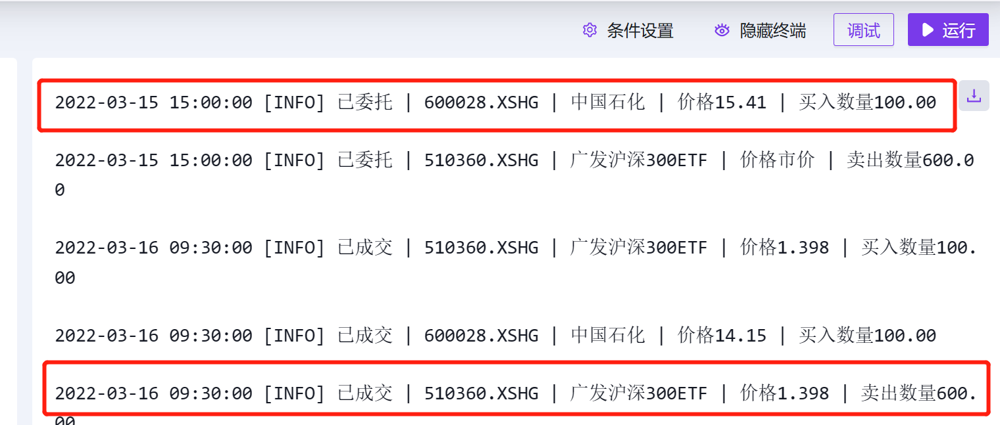 条件设置 隐藏终端 调试 运行
2022-03-15 15:00:00 [INFO] 已委托 | 600028.XSHG | 中国石化 | 价格15.41 | 买入数量100.00
2022-03-15 15:00:00 [INFO] 已委托 | 510360.XSHG | 广发沪深300ETF | 价格市价 | 卖出数量600.0
0
2022-03-16 09:30:00 [INFO] 已成交 | 510360.XSHG | 广发沪深300ETF | 价格1.398 | 买入数量100.
00
2022-03-16 09:30:00 [INFO] 已成交 | 600028.XSHG | 中国石化 | 价格14.15 | 买入数量100.00
2022-03-16 09:30:00 [INFO] 已成交 | 510360.XSHG | 广发沪深300ETF | 价格1.398 | 卖出数量600.
00